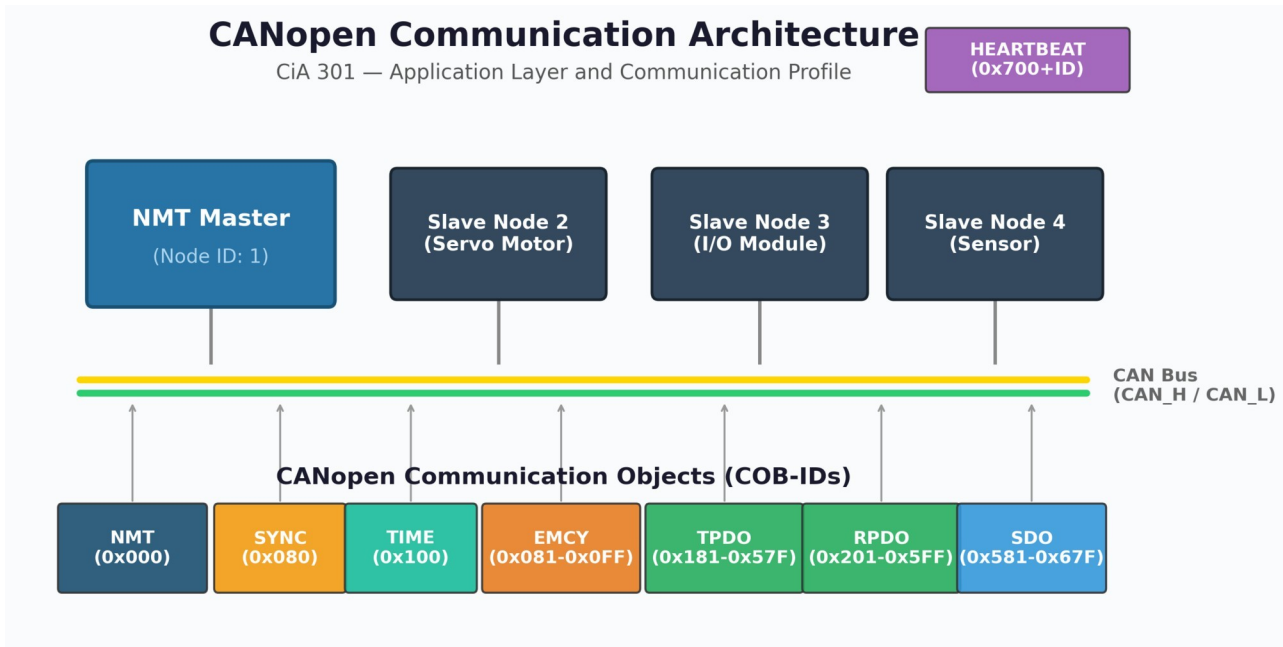 CANopen Communication Architecture
CiA 301 — Application Layer and Communication Profile
HEARTBEAT
(0x700+ID)
NMT Master
(Node ID: 1)
Slave Node 2
(Servo Motor)
Slave Node 3
(I/O Module)
Slave Node 4
(Sensor)
CAN Bus
(CAN_H / CAN_L)
CANopen Communication Objects (COB-IDs)
NMT
(0x000)
SYNC
(0x080)
TIME
(0x100)
EMCY
(0x081-0x0FF)
TPDO
(0x181-0x57F)
RPDO
(0x201-0x5FF)
SDO
(0x581-0x67F)